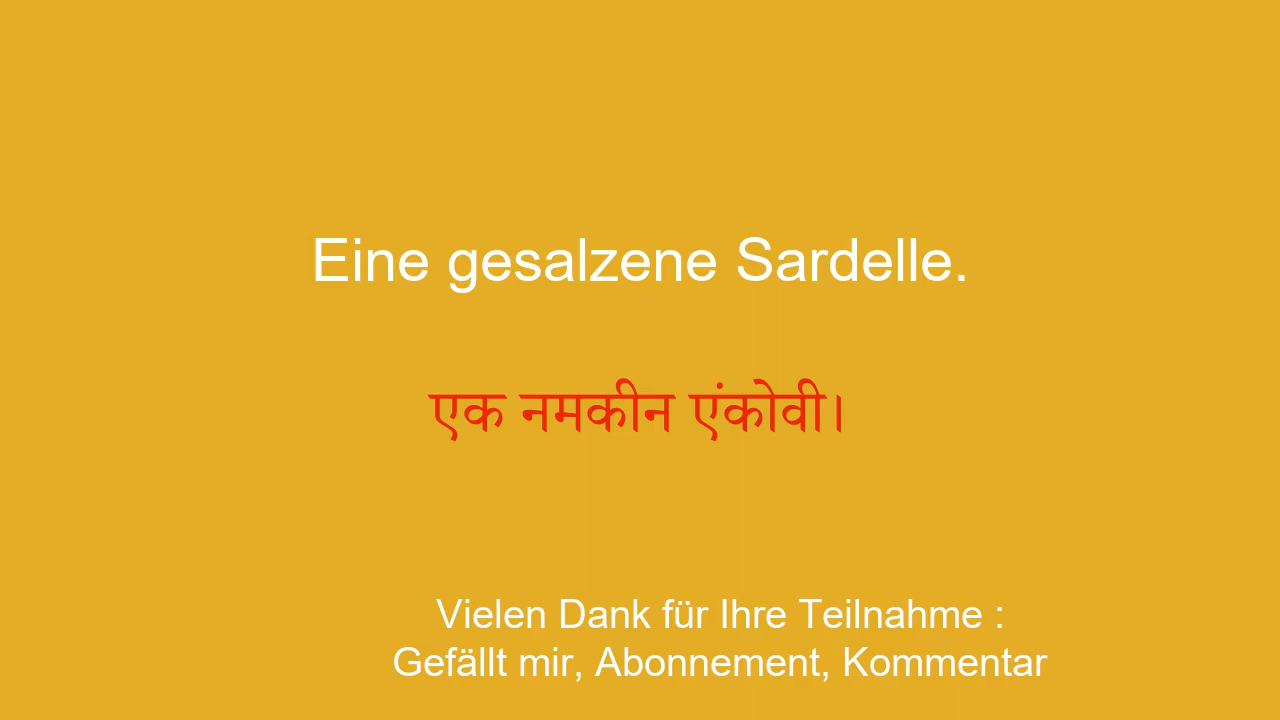 Eine gesalzene Sardelle.
एक नमकीन एंकोवी।
Vielen Dank für Ihre Teilnahme :
Gefällt mir, Abonnement, Kommentar